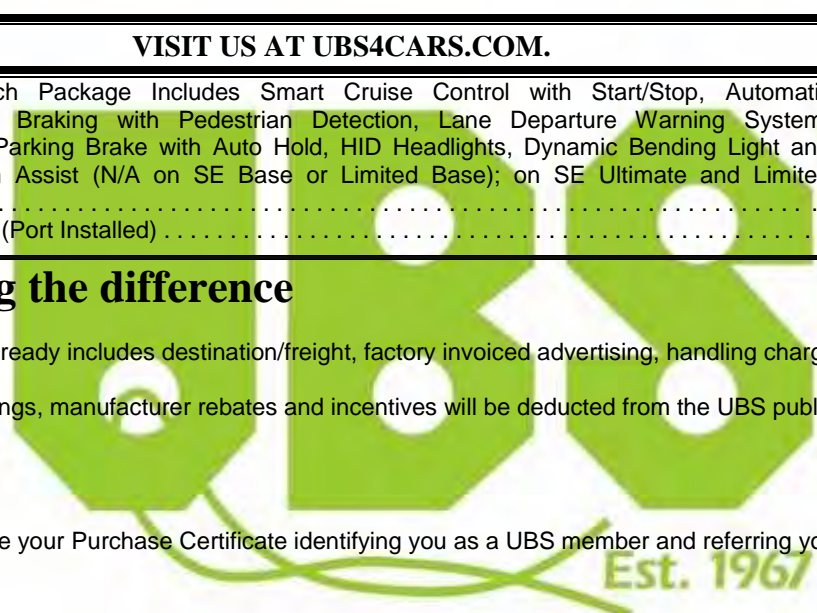 VISIT US AT UBS4CARS.COM.
ch Package Includes Smart Cruise Control with Start/Stop, Automati
Braking with Pedestrian Detection, Lane Departure Warning System
Parking Brake with Auto Hold, HID Headlights, Dynamic Bending Light an
Assist (N/A on SE Base or Limited Base); on SE Ultimate and Limite
. . . . . . . . . . . . . . . . . . . . . . . . . . . . . . . . . . . . . . . . . . . . . . . . . . . . . . . . . . . . . .
(Port Installed) . . . . . . . . . . . . . . . . . . . . . . . . . . . . . . . . . . . . . . . . . . . . . . . . . .
g the difference
ready includes destination/freight, factory invoiced advertising, handling charg
ngs, manufacturer rebates and incentives will be deducted from the UBS publ
e your Purchase Certificate identifying you as a UBS member and referring yo
UBS
Est. 1967